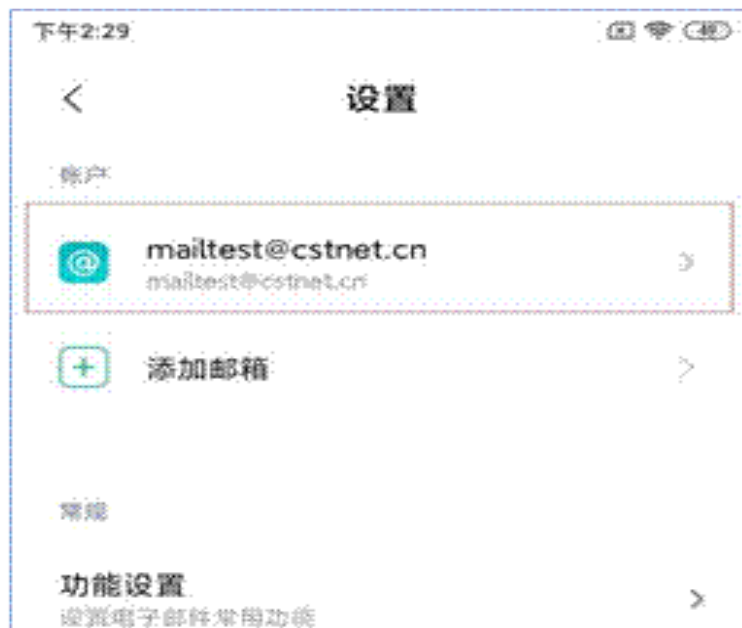 下午2:29
49
设置
账户
mailtest@cstnet.cn
mailtest@cstnet.cn
添加邮箱
常规
功能设置
设置电子邮件常用功能